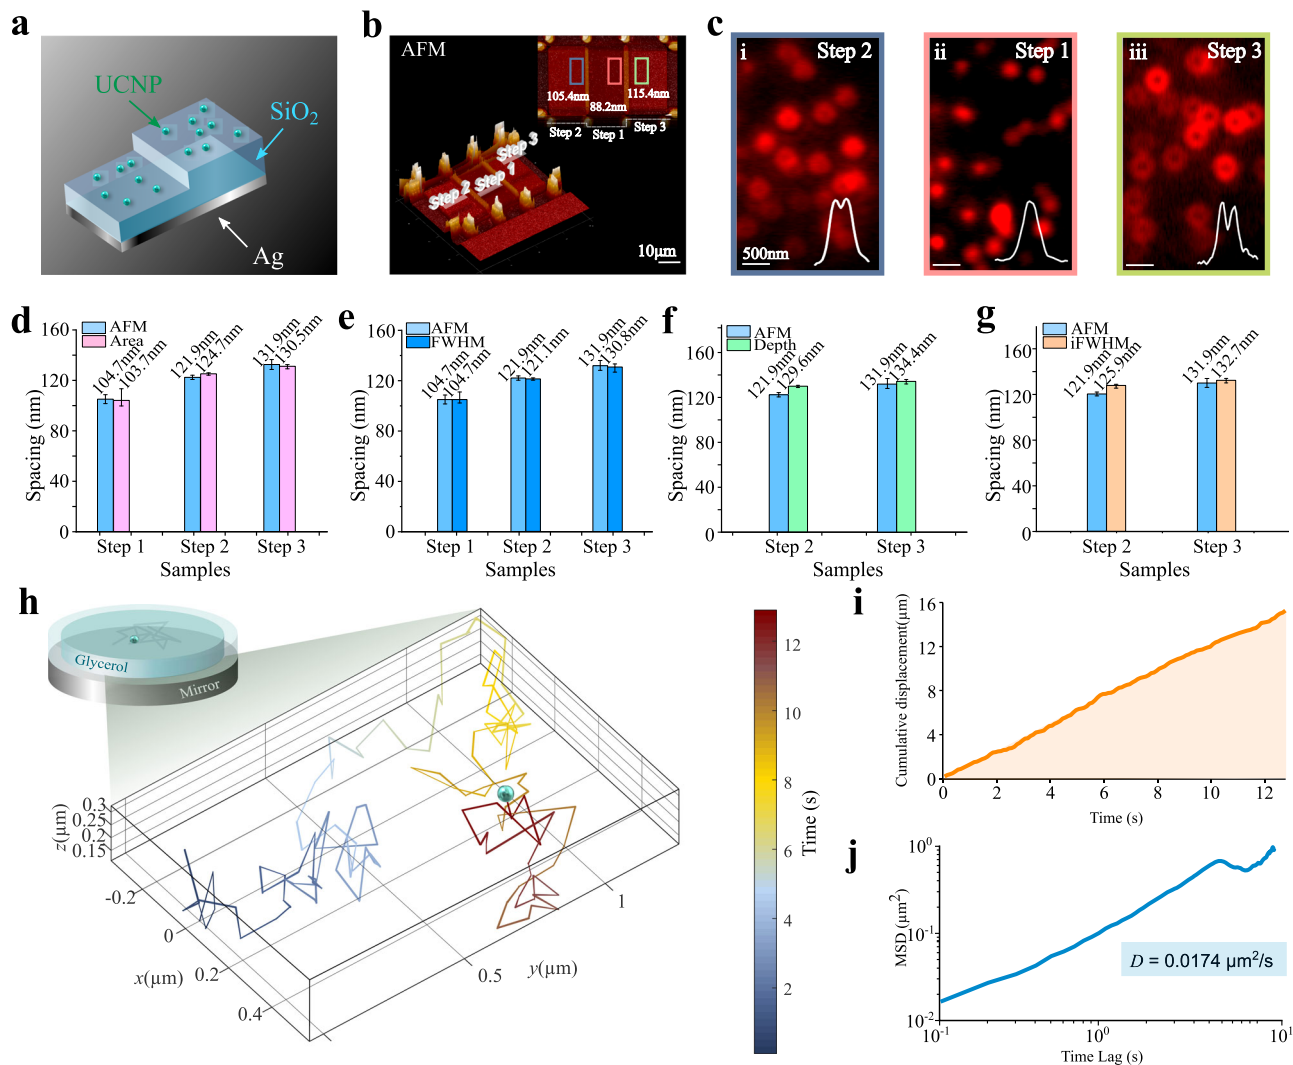 a
UCNP
SiO2
Ag
b
AFM
105.4nm
88.2nm
115.4nm
Step 2
Step 1
Step 3
Step 3
Step 2
Step 1
10μm
c
i
Step 2
500nm
ii
Step 1
iii
Step 3
d
AFM
Area
104.7nm
103.7nm
121.9nm
124.7nm
131.9nm
130.5nm
Spacing (nm)
160
120
80
40
0
Step 1
Step 2
Step 3
Samples
e
AFM
FWHM
104.7nm
104.7nm
121.9nm
121.1nm
131.9nm
130.8nm
Spacing (nm)
160
120
80
40
0
Step 1
Step 2
Step 3
Samples
f
AFM
Depth
121.9nm
129.6nm
131.9nm
134.4nm
Spacing (nm)
160
120
80
40
0
Step 2
Step 3
Samples
g
AFM
iFWHM
121.9nm
125.9nm
131.9nm
132.7nm
Spacing (nm)
160
120
80
40
0
Step 2
Step 3
Samples
h
Glycerol
Mirror
z(μm)
0.3
0.25
0.2
0.15
-0.2
0
0.2
0.4
x(μm)
0.5
1
y(μm)
Time (s)
12
10
8
6
4
2
i
Cumulative displacement(μm)
16
12
8
4
0
0
2
4
6
8
10
12
Time (s)
j
MSD (μm2)
100
10-1
10-2
D = 0.0174 μm2/s
10-1
100
101
Time Lag (s)